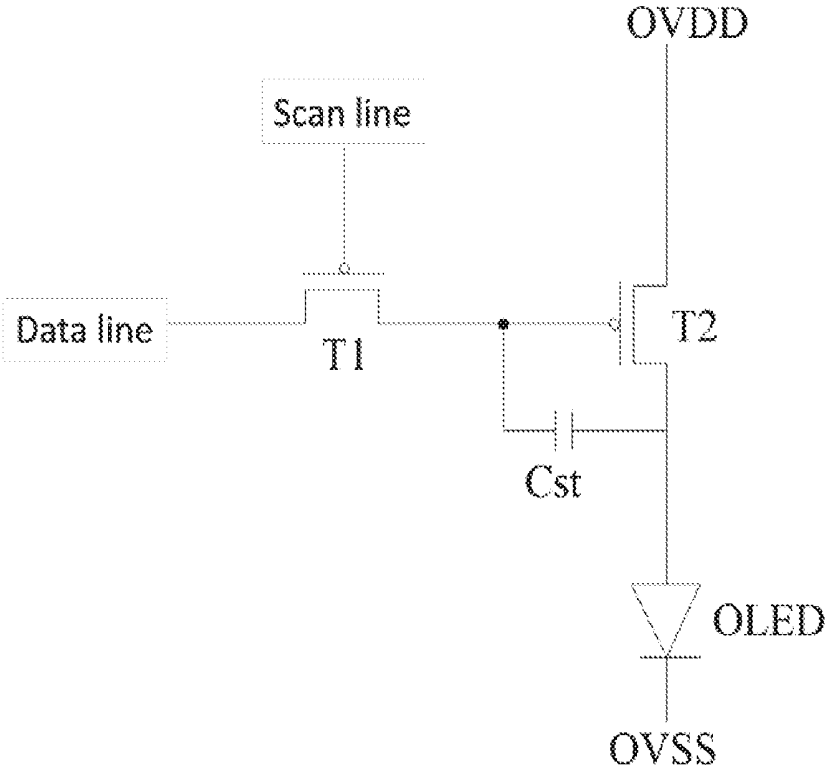 OVDD
Scan line
Data line
T1
T2
Cst
OLED
OVSS